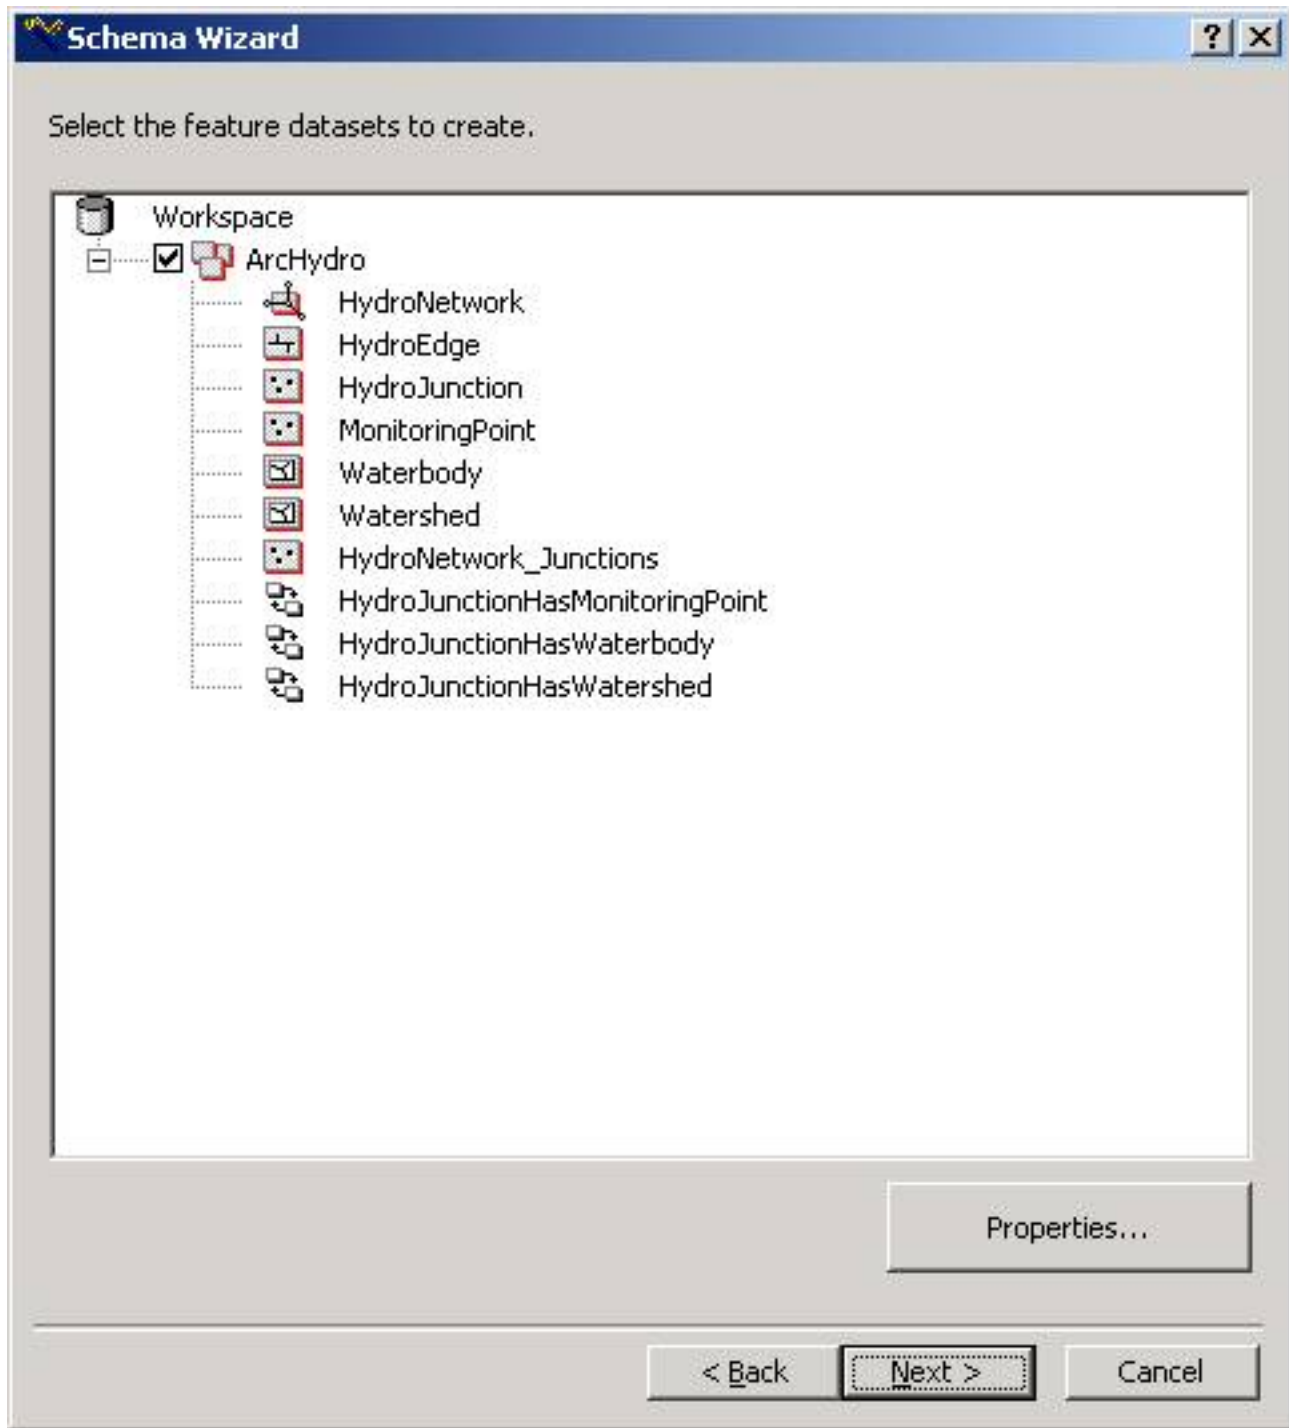 Schema Wizard
Select the feature datasets to create.
Workspace
ArcHydro
HydroNetwork
HydroEdge
HydroJunction
MonitoringPoint
Waterbody
Watershed
HydroNetwork_Junctions
HydroJunctionHasMonitoringPoint
HydroJunctionHasWaterbody
HydroJunctionHasWatershed
Properties...
< Back Next > Cancel